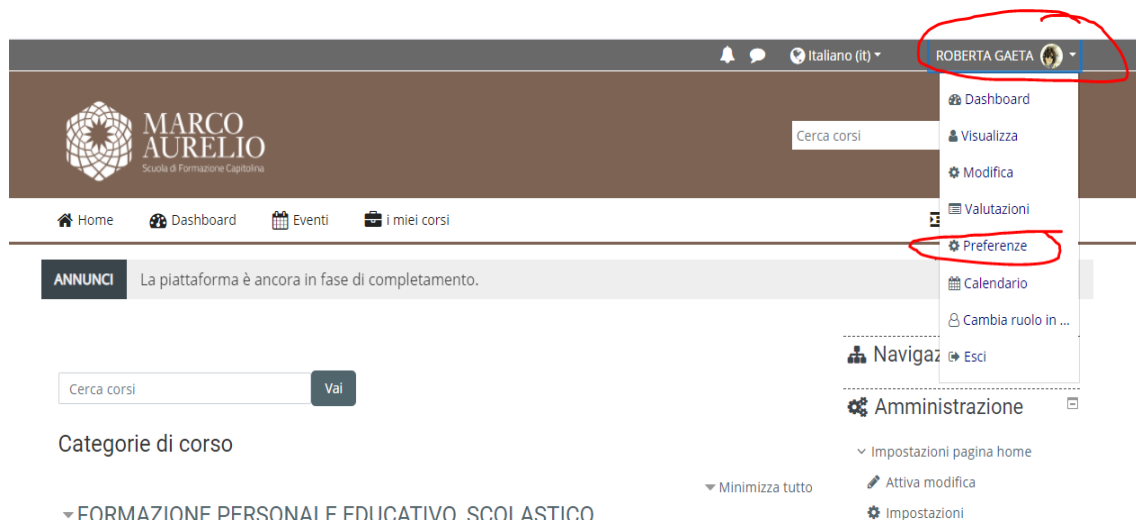 Italiano (it)
ROBERTA GAETA
Dashboard
Visualizza
Modifica
Valutazioni
Preferenze
Calendario
Cambia ruolo in ...
Esci
MARCO
AURELIO
Scuola di Formazione Capitolina
Cerca corsi
Home
Dashboard
Eventi
i miei corsi
ANNUNCI
La piattaforma è ancora in fase di completamento.
Cerca corsi
Vai
Categorie di corso
Minimizza tutto
FORMAZIONE PERSONALE EDUCATIVO, SCOLASTICO
Navigaz
Amministrazione
Impostazioni pagina home
Attiva modifica
Impostazioni